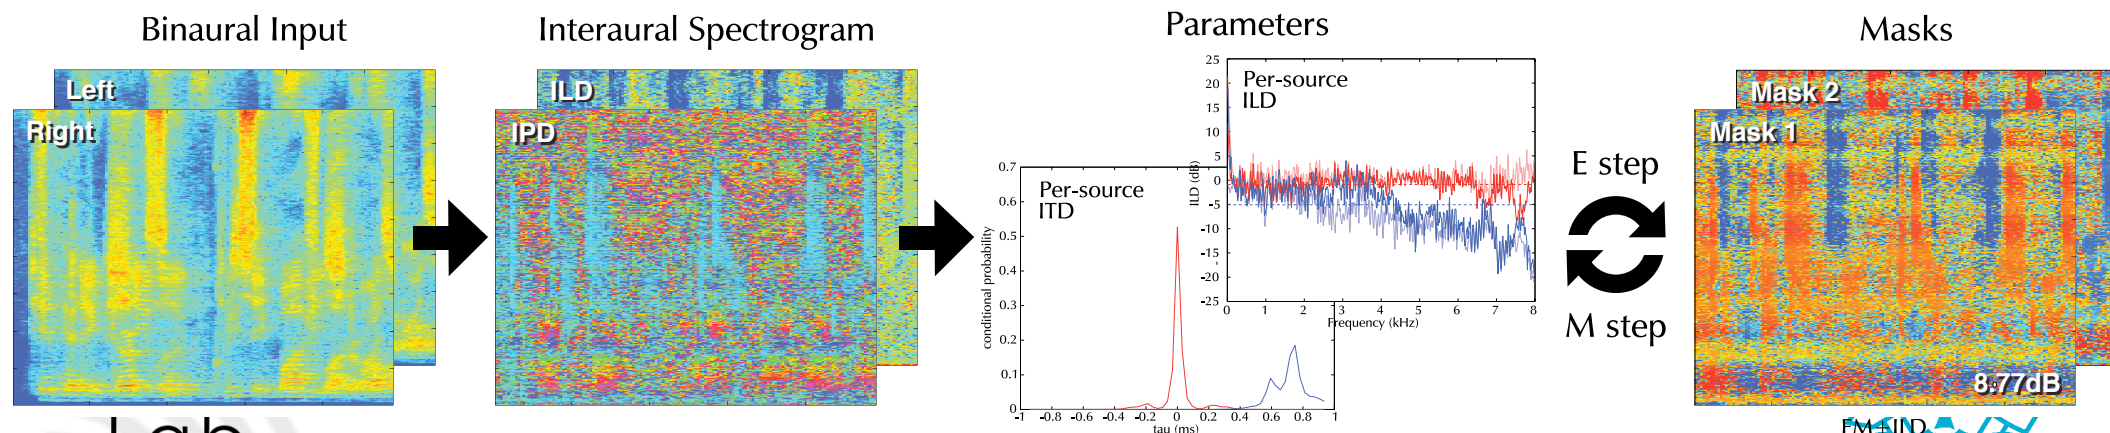 Binaural Input
Interaural Spectrogram
Parameters
Masks
Left
Right
ILD
IPD
Per-source
ILD
25
20
15
10
5
0
-5
-10
-15
-20
-25
ILD (dB)
0 1 2 3 4 5 6 7 8
Frequency (kHz)
Per-source
ITD
0.7
0.6
0.5
0.4
0.3
0.2
0.1
0
conditional probability
-1 -0.8 -0.6 -0.4 -0.2 0 0.2 0.4 0.6 0.8 1
tau (ms)
E step
M step
Mask 2
Mask 1
8.77dB
Lab
EM+ILD